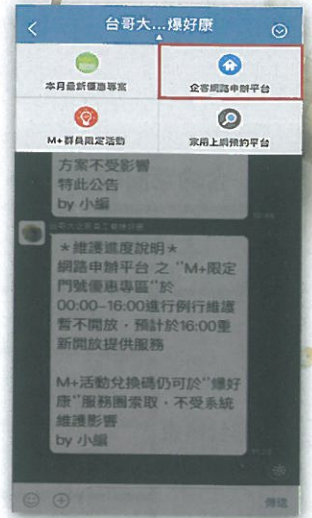 台哥大...爆好康
本月最新優惠專案
企客網路申辦平台
M+群員限定活動
家用上網預約平台
方案不受影響
特此公告
by 小編
＊維護進度說明＊
網路申辦平台 之 "M+限定
門號優惠專區"於
00:00-16:00進行例行維護
暫不開放，預計於16:00重
新開放提供服務
M+活動兌換碼仍可於"爆好
康"服務圈索取，不受系統
維護影響
by 小編
傳送